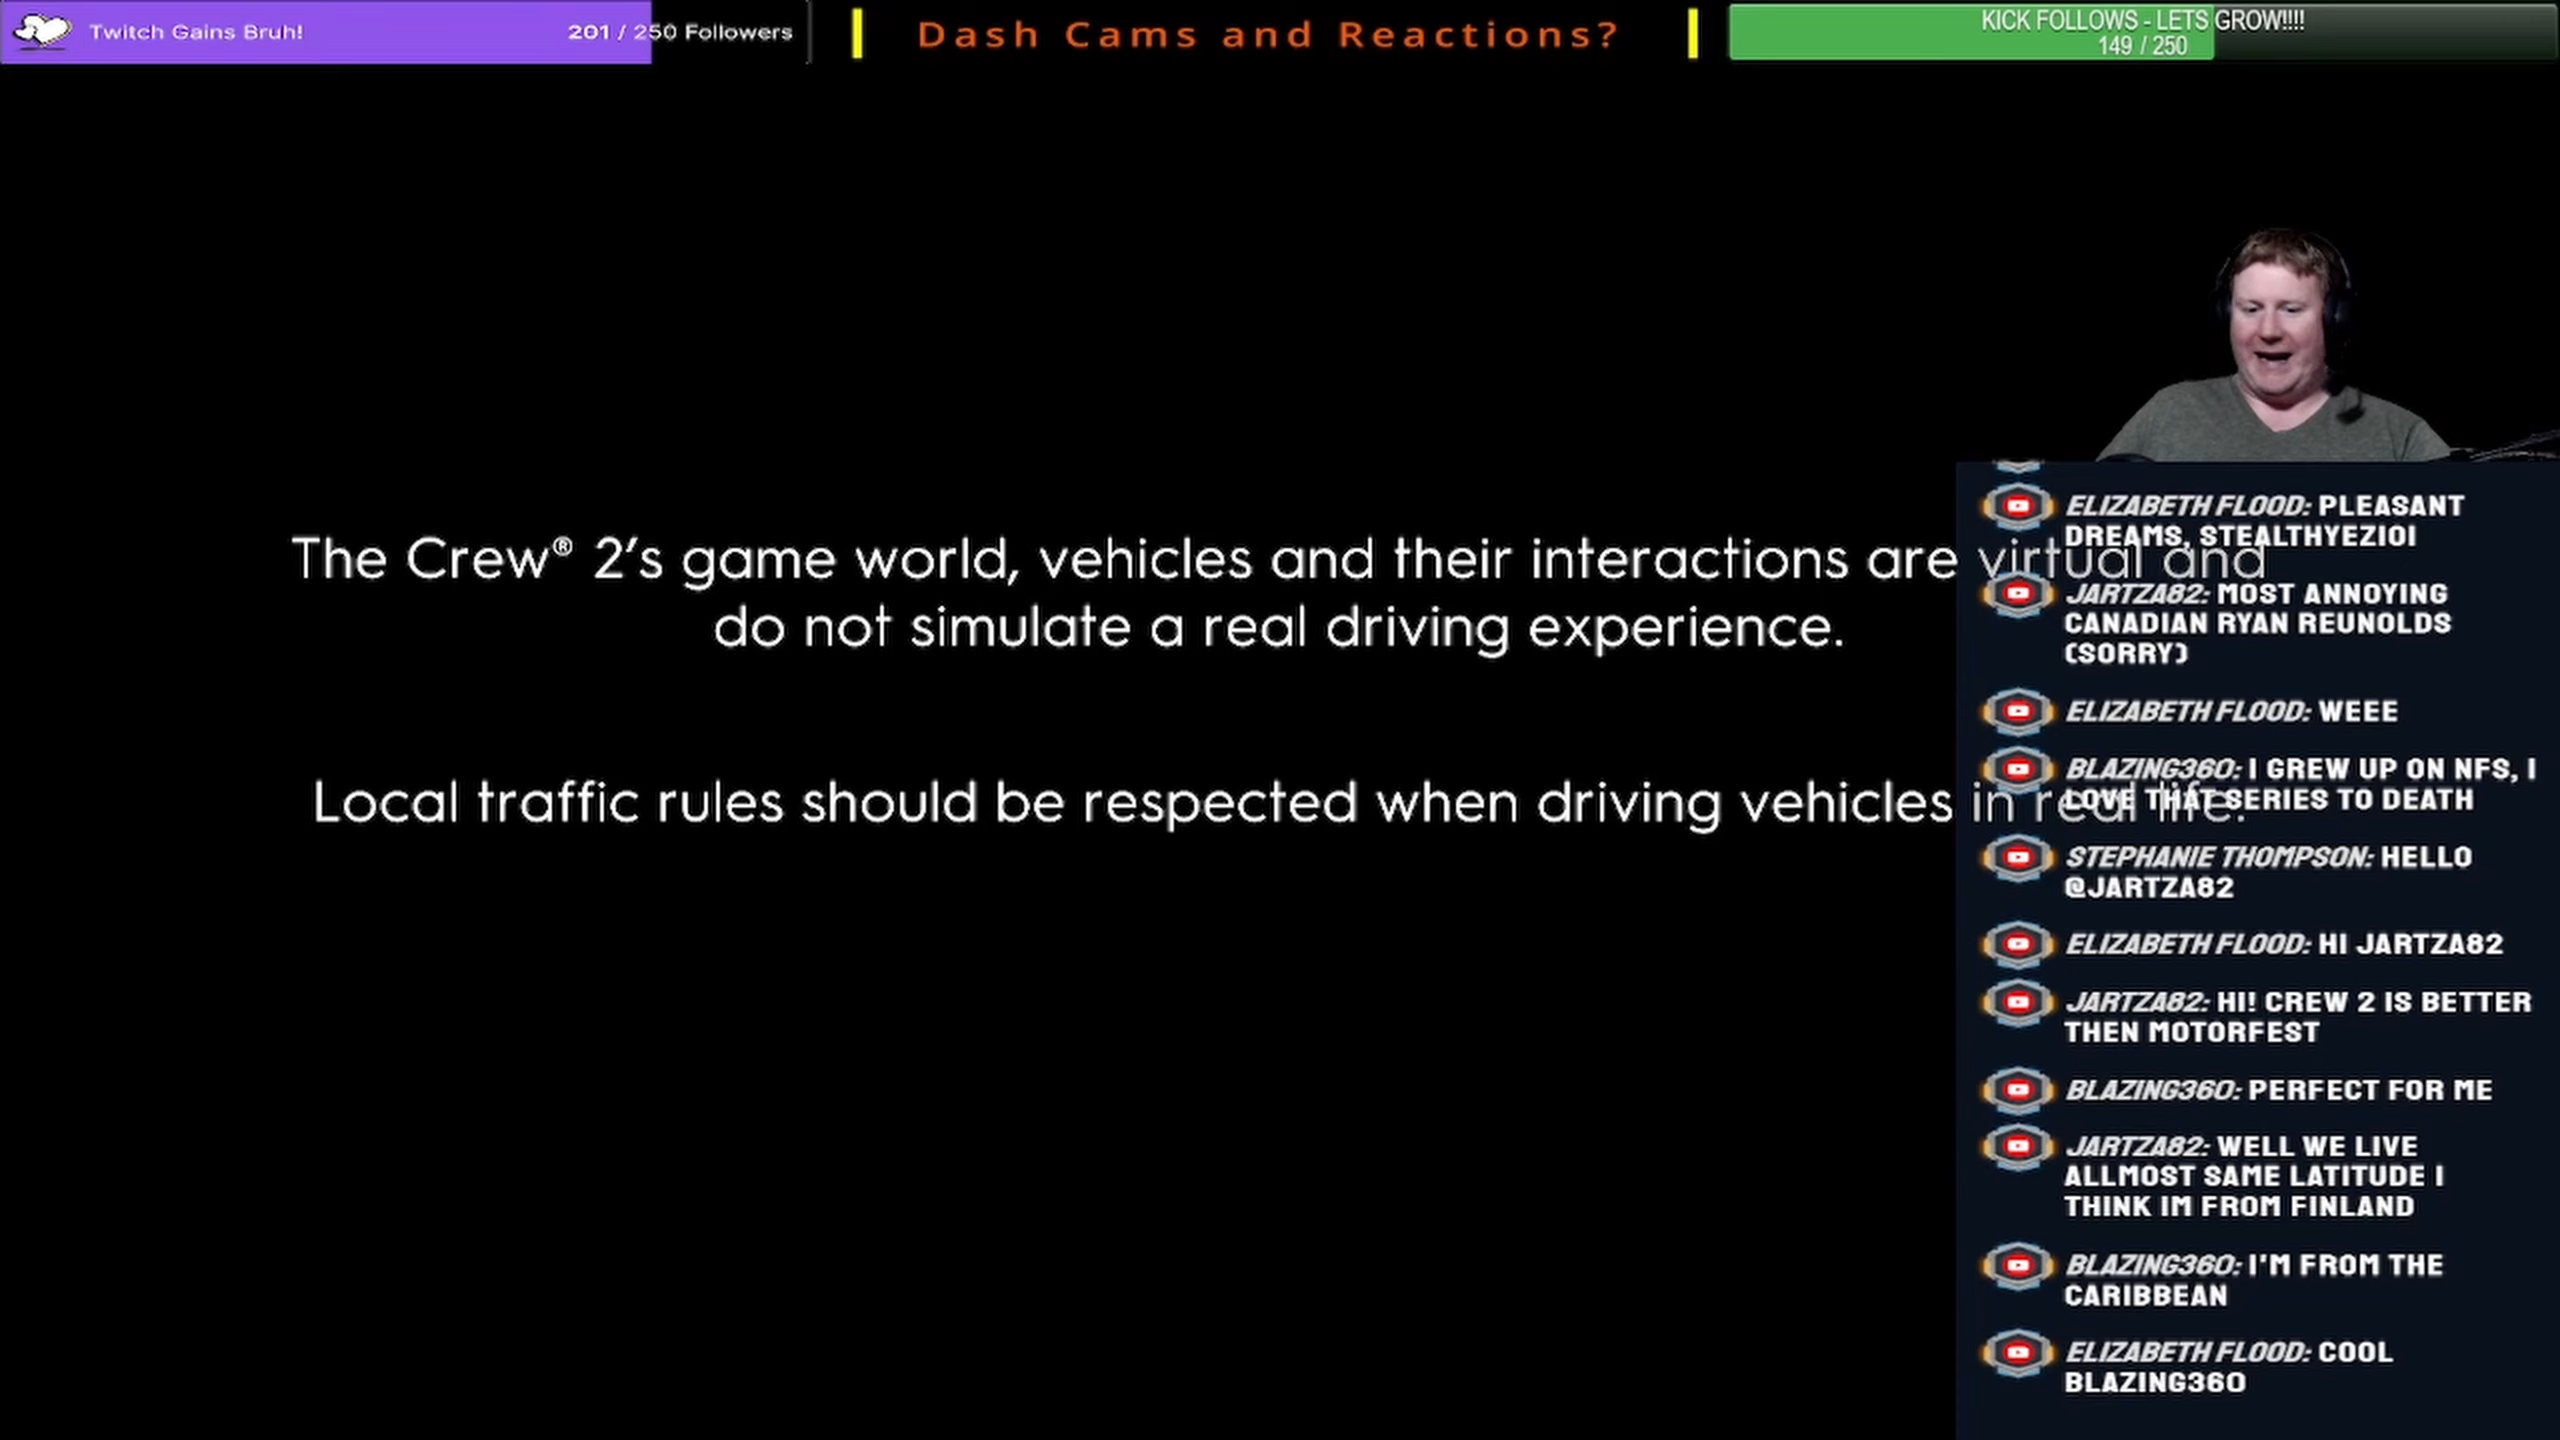 Twitch Gains Bruh!
201 / 250 Followers
Dash Cams and Reactions?
KICK FOLLOWS - LETS GROW!!!!
149 / 250
The Crew® 2's game world, vehicles and their interactions are virtual and
do not simulate a real driving experience.
Local traffic rules should be respected when driving vehicles in real life.
ELIZABETH FLOOD: PLEASANT
DREAMS, STEALTHYEZIO1
JARTZA82: MOST ANNOYING
CANADIAN RYAN REUNOLDS
(SORRY)
ELIZABETH FLOOD: WEEE
BLAZING360: I GREW UP ON NFS, I
LOVE THAT SERIES TO DEATH
STEPHANIE THOMPSON: HELLO
@JARTZA82
ELIZABETH FLOOD: HI JARTZA82
JARTZA82: HI! CREW 2 IS BETTER
THEN MOTORFEST
BLAZING360: PERFECT FOR ME
JARTZA82: WELL WE LIVE
ALLMOST SAME LATITUDE I
THINK IM FROM FINLAND
BLAZING360: I'M FROM THE
CARIBBEAN
ELIZABETH FLOOD: COOL
BLAZING360